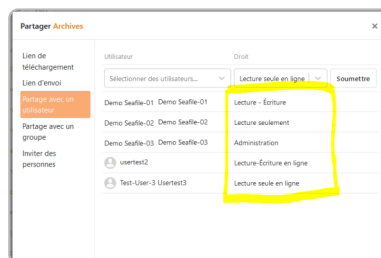 Partager Archives
×
Lien de
téléchargement
Lien d'envoi
Partage avec un
utilisateur
Partage avec un
groupe
Inviter des
personnes
Utilisateur Droit
Sélectionner des utilisateurs... Lecture seule en ligne Soumettre
Demo Seafile-01 Demo Seafile-01 Lecture - Écriture
Demo Seafile-02 Demo Seafile-02 Lecture seulement
Demo Seafile-03 Demo Seafile-03 Administration
usertest2 Lecture-Écriture en ligne
Test-User-3 Usertest3 Lecture seule en ligne